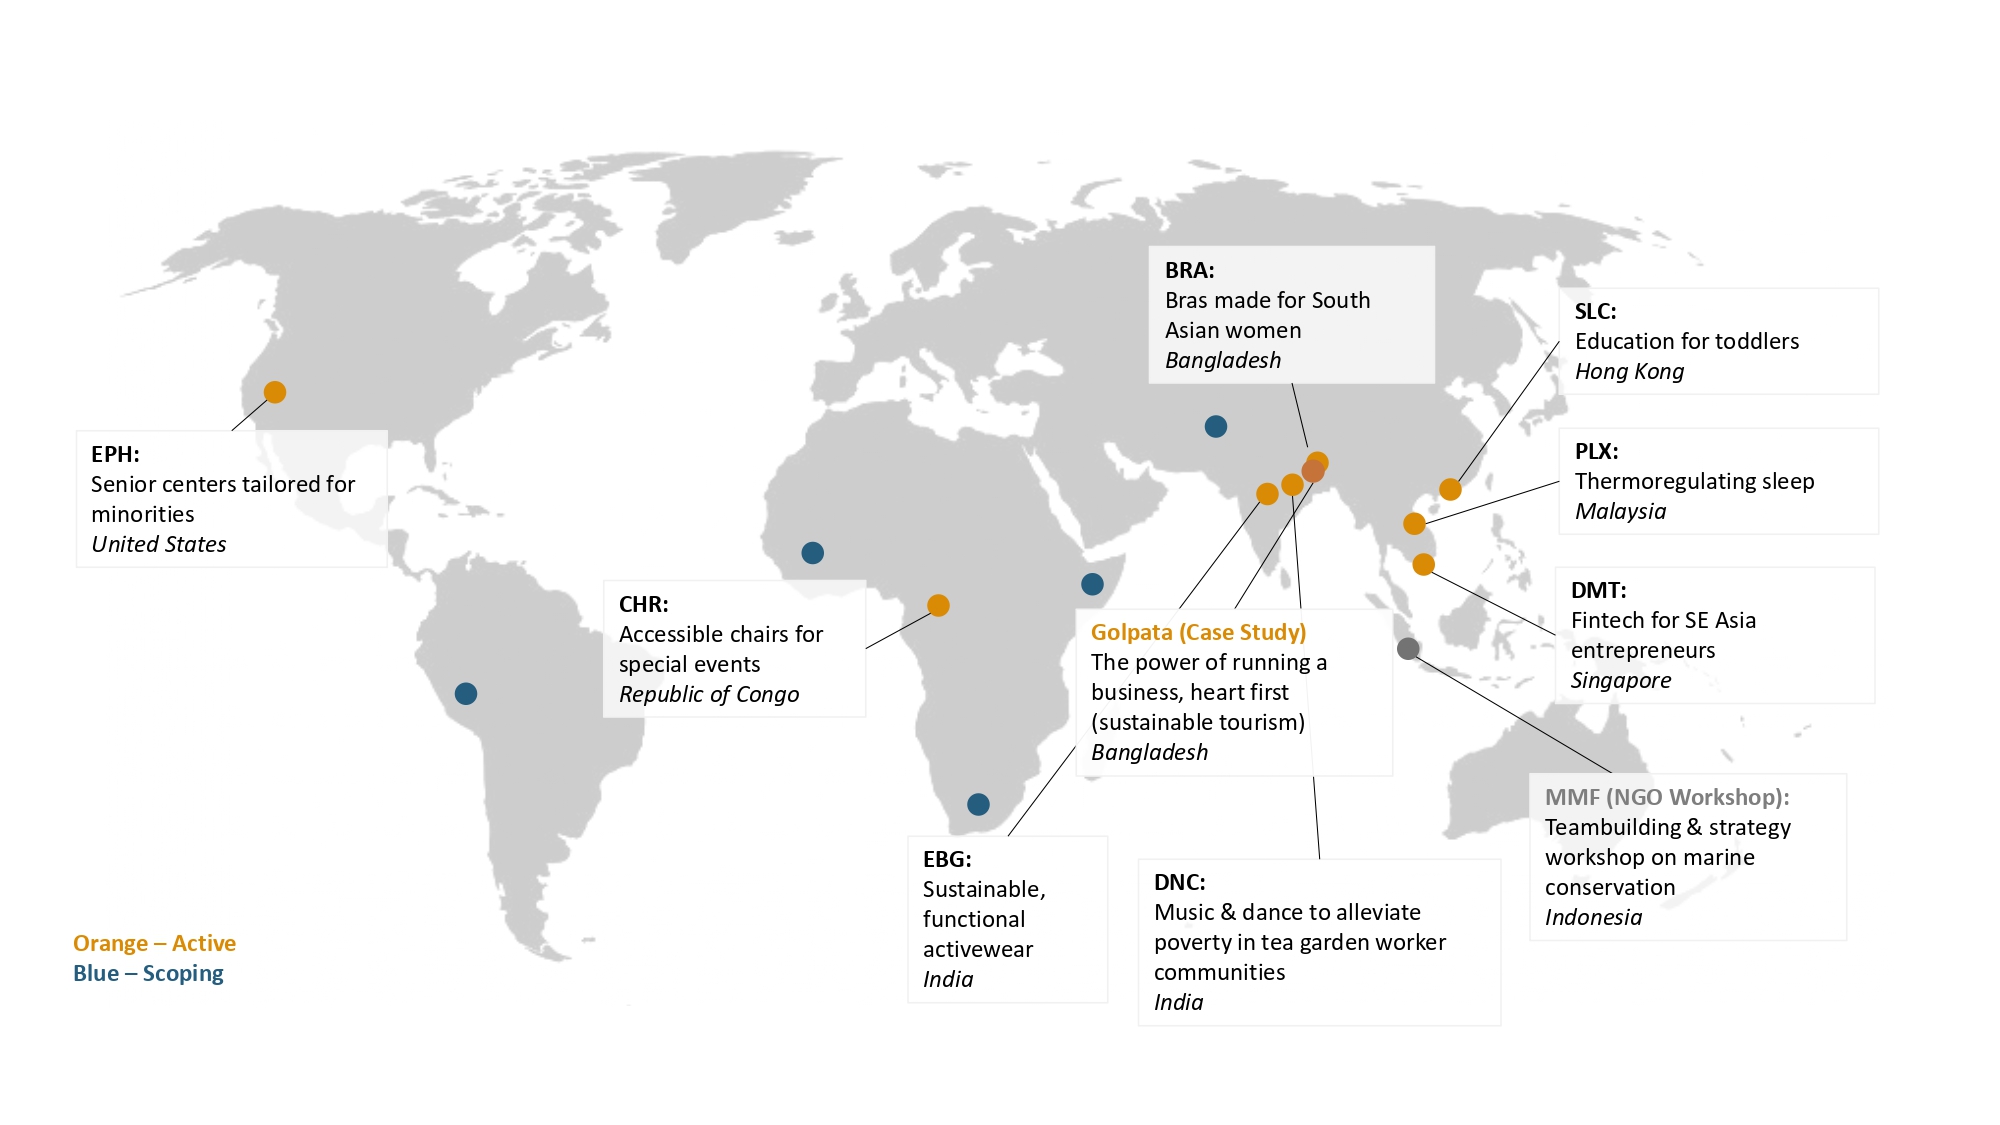 BRA:
Bras made for South
Asian women
Bangladesh
SLC:
Education for toddlers
Hong Kong
EPH:
Senior centers tailored for
minorities
United States
PLX:
Thermoregulating sleep
Malaysia
CHR:
Accessible chairs for
special events
Republic of Congo
DMT:
Fintech for SE Asia
entrepreneurs
Singapore
Golpata (Case Study)
The power of running a
business, heart first
(sustainable tourism)
Bangladesh
MMF (NGO Workshop):
Teambuilding & strategy
workshop on marine
conservation
Indonesia
EBG:
Sustainable,
functional
activewear
India
DNC:
Music & dance to alleviate
poverty in tea garden worker
communities
India
Orange – Active
Blue – Scoping